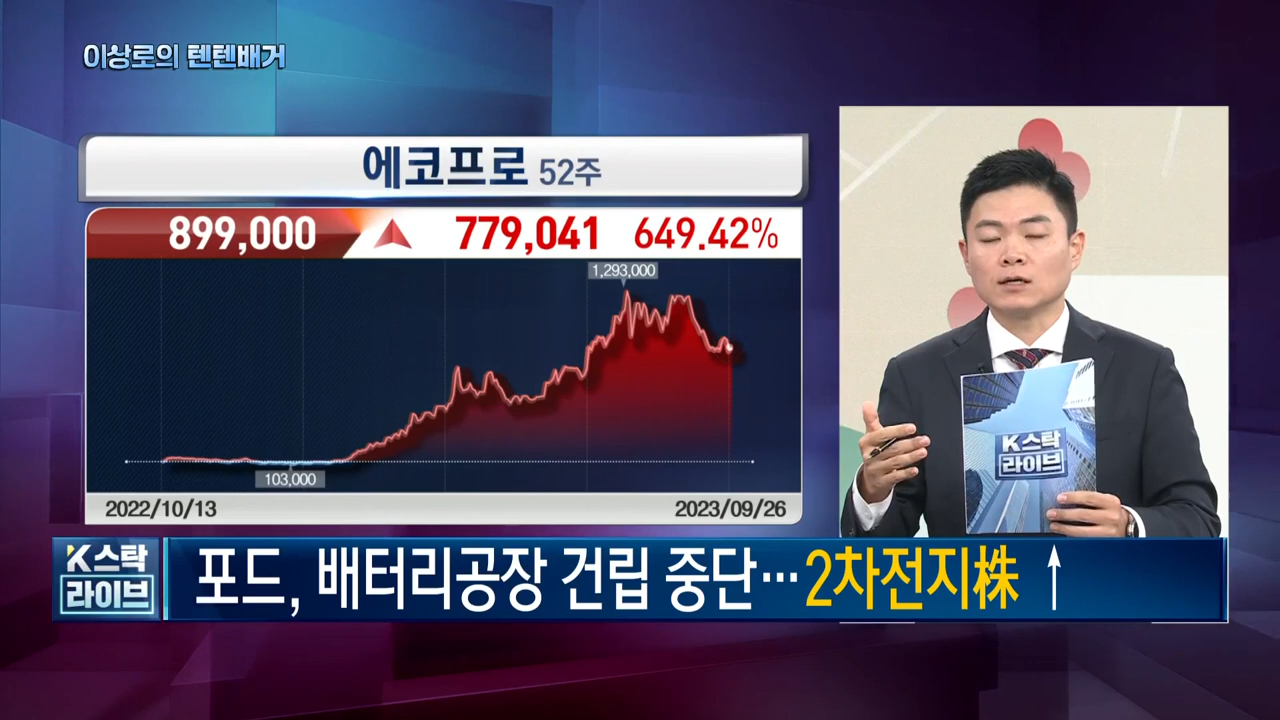 이상로의 텐텐배거
에코프로 52주
899,000 ▲ 779,041 649.42%
1,293,000
103,000
2022/10/13 2023/09/26
K스탁
라이브
K스탁
라이브
포드, 배터리공장 건립 중단…2차전지株 ↑